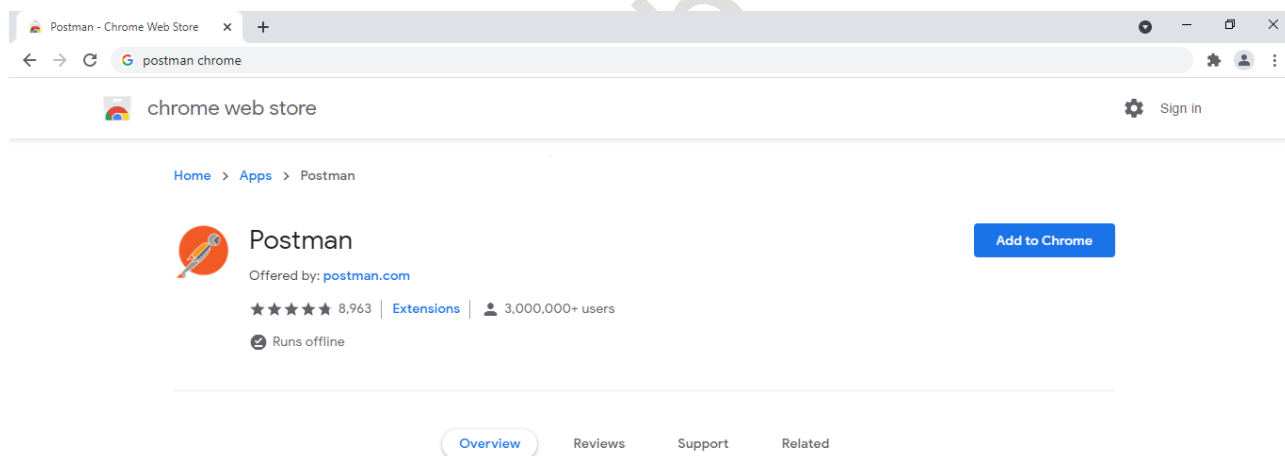 Postman - Chrome Web Store
postman chrome
chrome web store
Sign in
Home > Apps > Postman
Postman
Add to Chrome
Offered by: postman.com
8,963 | Extensions | 3,000,000+ users
Runs offline
Overview Reviews Support Related